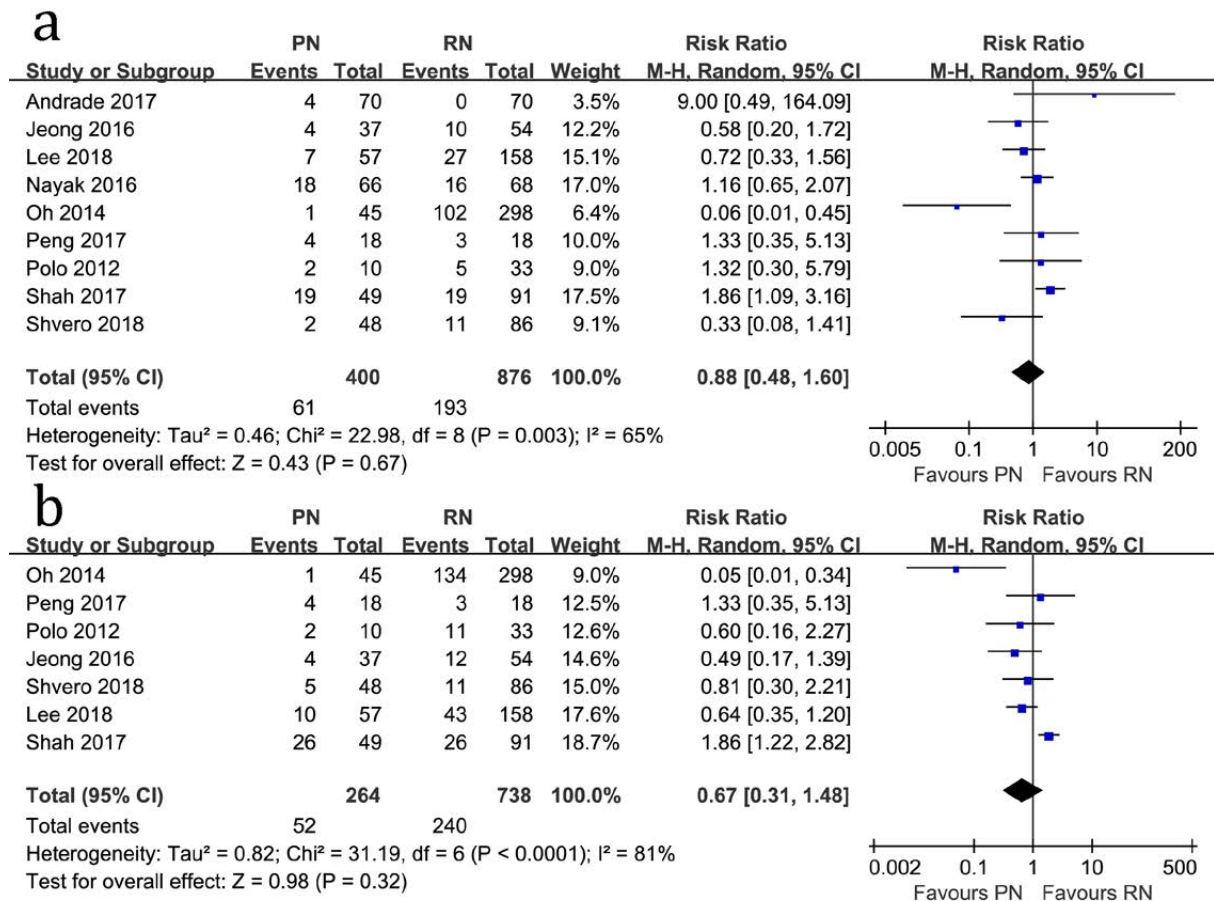 a
PN RN Risk Ratio Risk Ratio
Study or Subgroup Events Total Events Total Weight M-H, Random, 95% CI M-H, Random, 95% CI
Andrade 2017 4 70 0 70 3.5% 9.00 [0.49, 164.09]
Jeong 2016 4 37 10 54 12.2% 0.58 [0.20, 1.72]
Lee 2018 7 57 27 158 15.1% 0.72 [0.33, 1.56]
Nayak 2016 18 66 16 68 17.0% 1.16 [0.65, 2.07]
Oh 2014 1 45 102 298 6.4% 0.06 [0.01, 0.45]
Peng 2017 4 18 3 18 10.0% 1.33 [0.35, 5.13]
Polo 2012 2 10 5 33 9.0% 1.32 [0.30, 5.79]
Shah 2017 19 49 19 91 17.5% 1.86 [1.09, 3.16]
Shvero 2018 2 48 11 86 9.1% 0.33 [0.08, 1.41]
Total (95% CI) 400 876 100.0% 0.88 [0.48, 1.60]
Total events 61 193
Heterogeneity: Tau² = 0.46; Chi² = 22.98, df = 8 (P = 0.003); I² = 65%
Test for overall effect: Z = 0.43 (P = 0.67)
0.005 0.1 1 10 200
Favours PN Favours RN
b
PN RN Risk Ratio Risk Ratio
Study or Subgroup Events Total Events Total Weight M-H, Random, 95% CI M-H, Random, 95% CI
Oh 2014 1 45 134 298 9.0% 0.05 [0.01, 0.34]
Peng 2017 4 18 3 18 12.5% 1.33 [0.35, 5.13]
Polo 2012 2 10 11 33 12.6% 0.60 [0.16, 2.27]
Jeong 2016 4 37 12 54 14.6% 0.49 [0.17, 1.39]
Shvero 2018 5 48 11 86 15.0% 0.81 [0.30, 2.21]
Lee 2018 10 57 43 158 17.6% 0.64 [0.35, 1.20]
Shah 2017 26 49 26 91 18.7% 1.86 [1.22, 2.82]
Total (95% CI) 264 738 100.0% 0.67 [0.31, 1.48]
Total events 52 240
Heterogeneity: Tau² = 0.82; Chi² = 31.19, df = 6 (P < 0.0001); I² = 81%
Test for overall effect: Z = 0.98 (P = 0.32)
0.002 0.1 1 10 500
Favours PN Favours RN